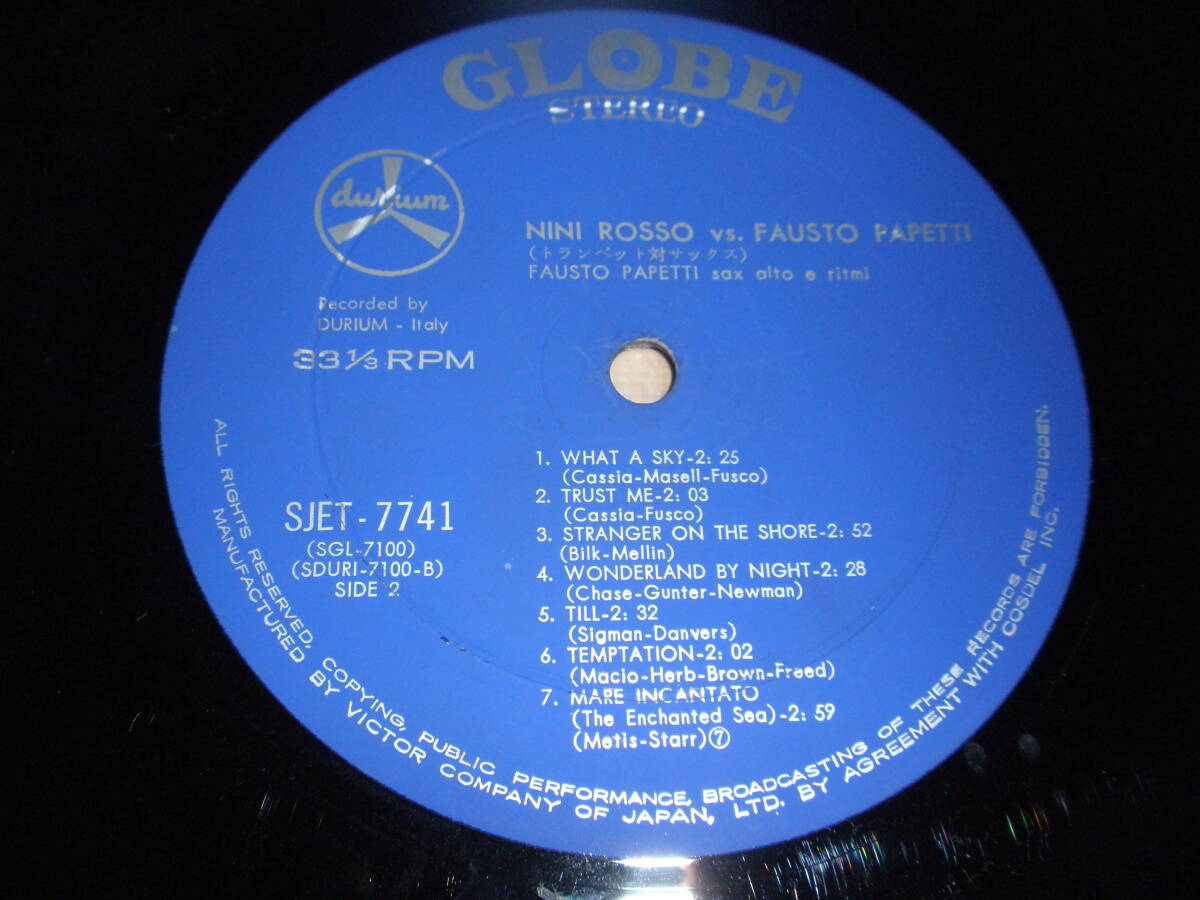 GLOBE
STEREO
durium
Recorded by
DURIUM - Italy
33 1/3 RPM
NINI ROSSO vs. FAUSTO PAPETTI
(トランペット対サックス)
FAUSTO PAPETTI sax alto e ritmi
SJET-7741
(SGL-7100)
(SDURI-7100-B)
SIDE 2
1. WHAT A SKY-2:25
(Cassia-Masell-Fusco)
2. TRUST ME-2:03
(Cassia-Fusco)
3. STRANGER ON THE SHORE-2:52
(Bilk-Mellin)
4. WONDERLAND BY NIGHT-2:28
(Chase-Gunter-Newman)
5. TILL-2:32
(Sigman-Danvers)
6. TEMPTATION-2:02
(Macio-Herb-Brown-Freed)
7. MARE INCANTATO
(The Enchanted Sea)-2:59
(Metis-Starr)⑦
ALL RIGHTS RESERVED, COPYING, PUBLIC PERFORMANCE, BROADCASTING OF THESE RECORDS ARE FORBIDDEN.
MANUFACTURED BY VICTOR COMPANY OF JAPAN, LTD. BY AGREEMENT WITH COSDEL INC.